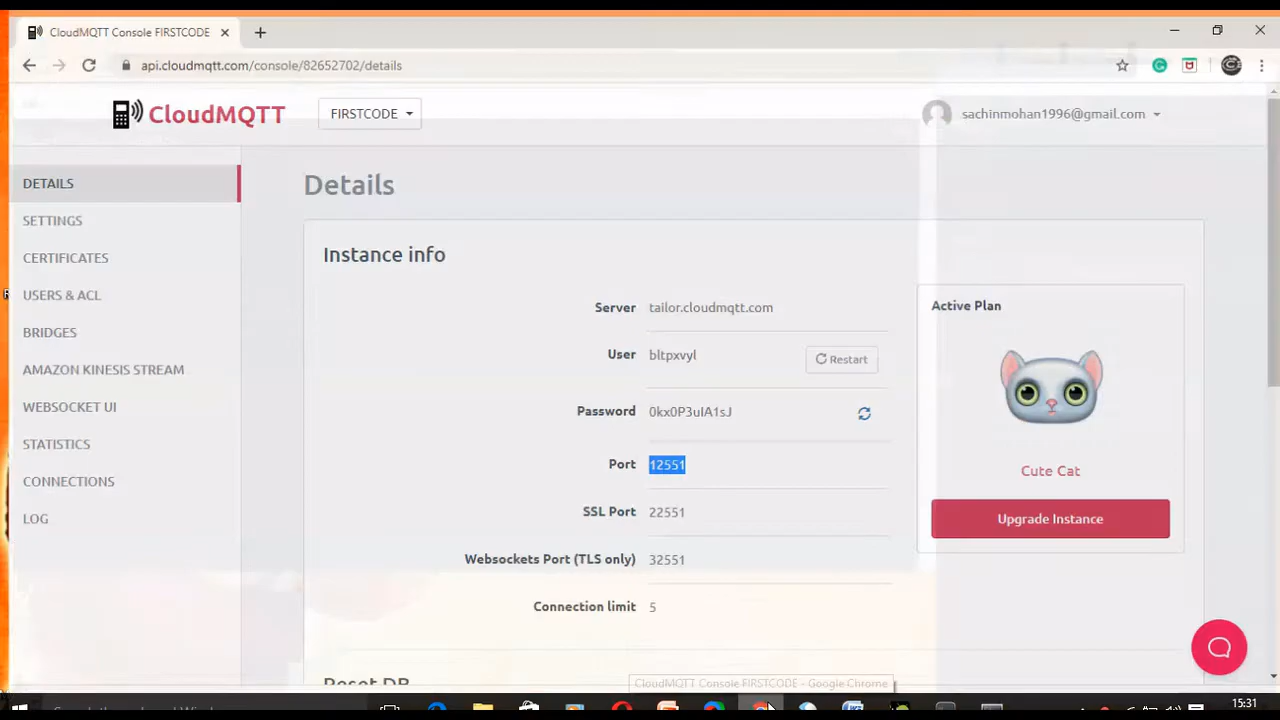 CloudMQTT Console FIRSTCODE
api.cloudmqtt.com/console/82652702/details
CloudMQTT
FIRSTCODE
sachinmohan1996@gmail.com
DETAILS
SETTINGS
CERTIFICATES
USERS & ACL
BRIDGES
AMAZON KINESIS STREAM
WEBSOCKET UI
STATISTICS
CONNECTIONS
LOG
Details
Instance info
Server tailor.cloudmqtt.com
User bltpxvyl
Restart
Password 0kx0P3uIA1sJ
Port 12551
SSL Port 22551
Websockets Port (TLS only) 32551
Connection limit 5
Active Plan
Cute Cat
Upgrade Instance
Reset DB
CloudMQTT Console FIRSTCODE - Google Chrome
15:31